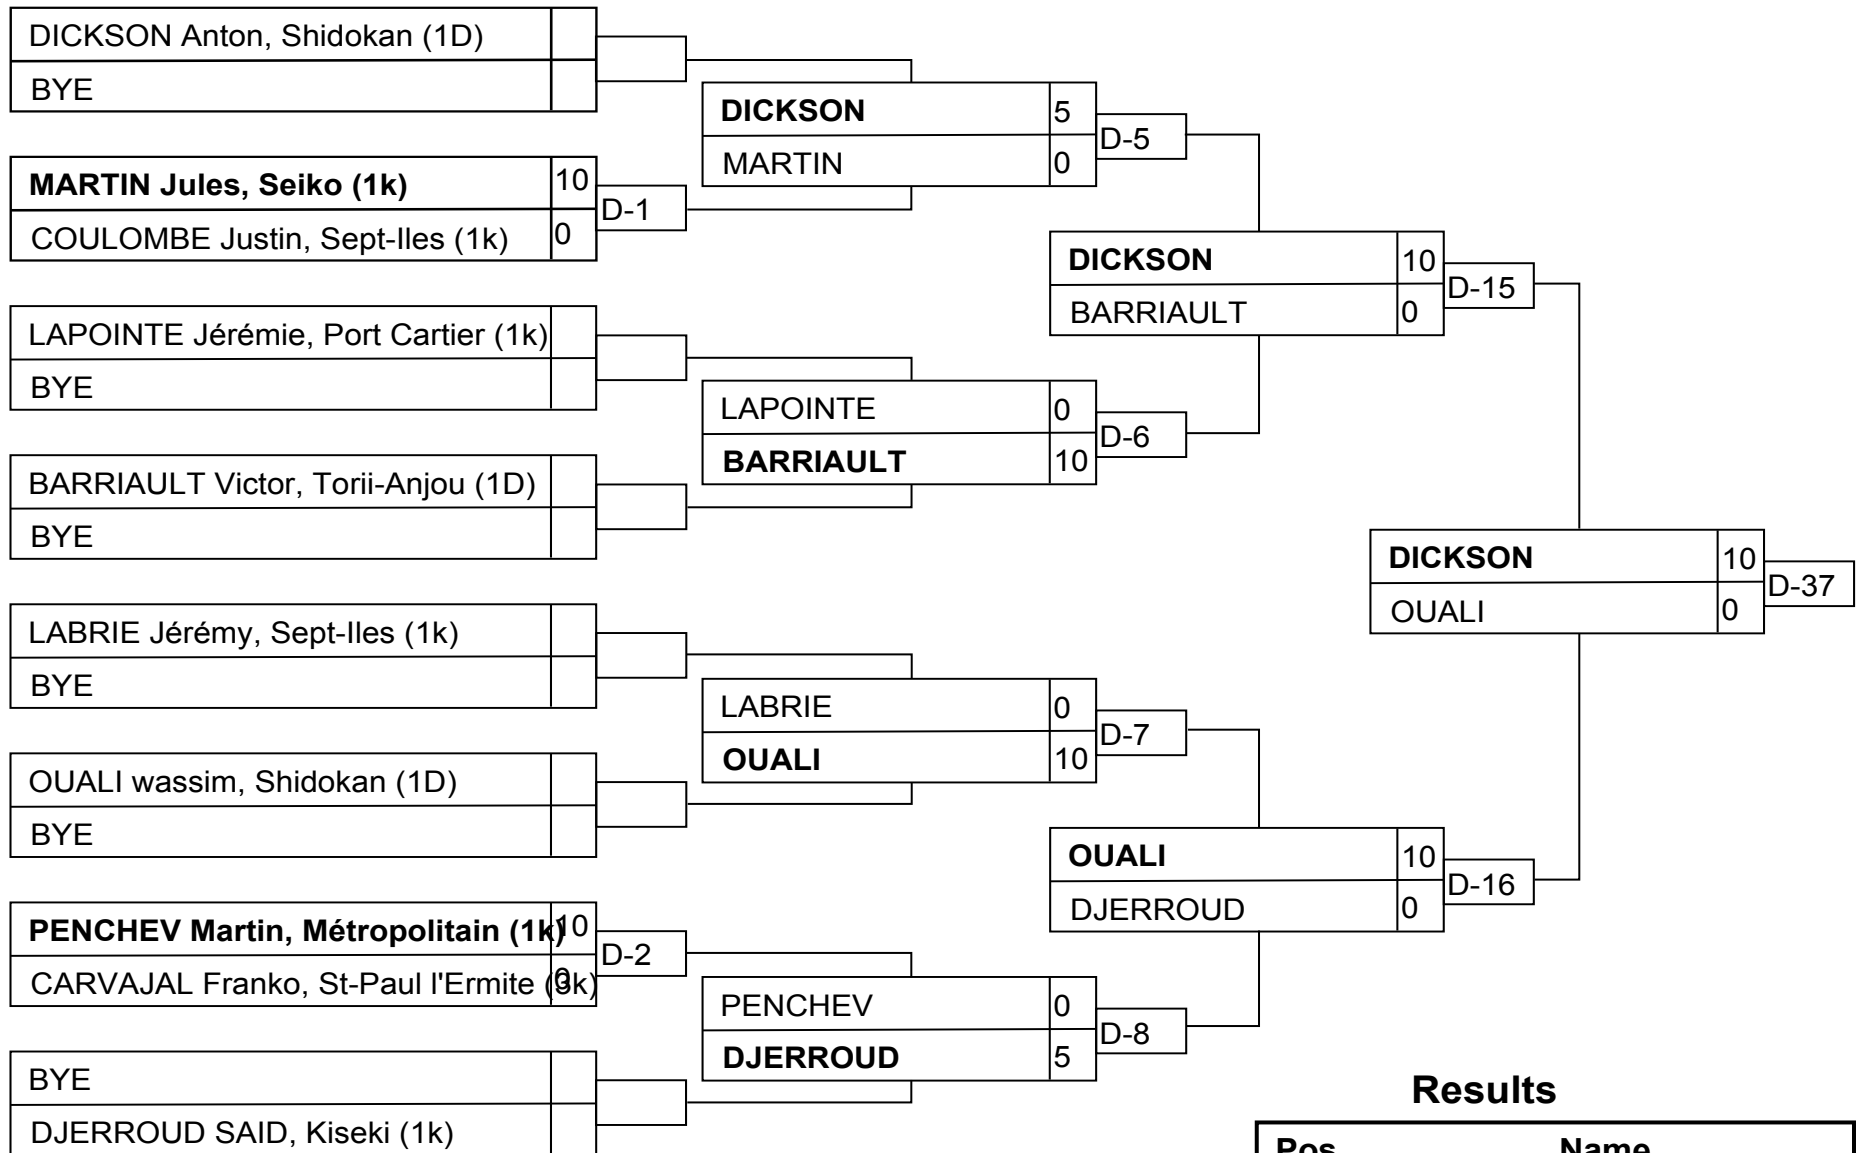 DICKSON Anton, Shidokan (1D)
BYE
MARTIN Jules, Seiko (1k) 10
COULOMBE Justin, Sept-Iles (1k) 0
D-1
LAPOINTE Jérémie, Port Cartier (1k)
BYE
BARRIAULT Victor, Torii-Anjou (1D)
BYE
LABRIE Jérémy, Sept-Iles (1k)
BYE
OUALI wassim, Shidokan (1D)
BYE
PENCHEV Martin, Métropolitain (1k) 10
CARVAJAL Franko, St-Paul l'Ermite (3k) 0
D-2
BYE
DJERROUD SAID, Kiseki (1k)
DICKSON 5
MARTIN 0
D-5
LAPOINTE 0
BARRIAULT 10
D-6
LABRIE 0
OUALI 10
D-7
PENCHEV 0
DJERROUD 5
D-8
DICKSON 10
BARRIAULT 0
D-15
OUALI 10
DJERROUD 0
D-16
DICKSON 10
OUALI 0
D-37
Results
Pos Name